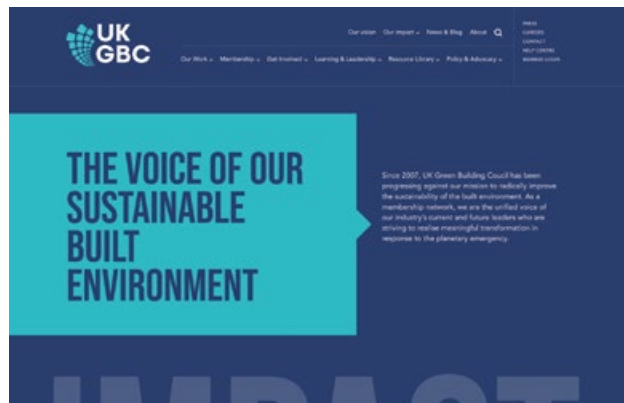 UK
GBC
Our vision Our impact News & Blog About
PRESS
CAREERS
CONTACT
HELP CENTRE
MEMBER LOGIN
Our Work Membership Get Involved Learning & Leadership Resource Library Policy & Advocacy
THE VOICE OF OUR
SUSTAINABLE
BUILT
ENVIRONMENT
Since 2007, UK Green Building Coucil has been
progressing against our mission to radically improve
the sustainability of the built environment. As a
membership network, we are the unified voice of
our industry's current and future leaders who are
striving to realise meaningful transformation in
response to the planetary emergency.
IMPACT